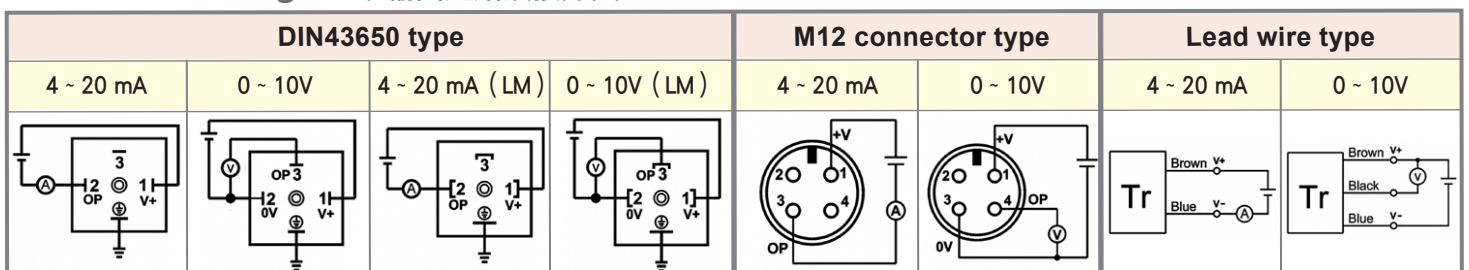 DIN43650 type M12 connector type Lead wire type
4 ~ 20 mA 0 ~ 10V 4 ~ 20 mA ( LM ) 0 ~ 10V ( LM ) 4 ~ 20 mA 0 ~ 10V 4 ~ 20 mA 0 ~ 10V
3
A
2
1
OP
V+
V
OP 3
2
1
0V
V+
3
A
2
1
OP
V+
V
OP 3
2
1
0V
V+
+V
2
1
3
4
A
OP
+V
2
1
3
4
OP
V
0V
Tr
Brown V+
Blue V-
A
Tr
Brown V+
V
Black
Blue V-